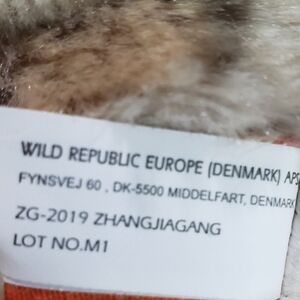 WILD REPUBLIC EUROPE (DENMARK) APS
FYNSVEJ 60 , DK-5500 MIDDELFART, DENMARK
ZG-2019 ZHANGJIAGANG
LOT NO.M1